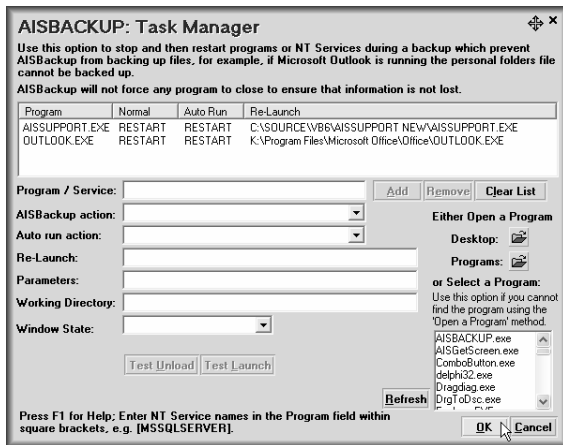 AISBACKUP: Task Manager
Use this option to stop and then restart programs or NT Services during a backup which prevent
AISBackup from backing up files, for example, if Microsoft Outlook is running the personal folders file
cannot be backed up.
AISBackup will not force any program to close to ensure that information is not lost.
Program Normal Auto Run Re-Launch
AISSUPPORT.EXE RESTART RESTART C:\SOURCE\VB6\AISSUPPORT NEW\AISSUPPORT.EXE
OUTLOOK.EXE RESTART RESTART K:\Program Files\Microsoft Office\Office\OUTLOOK.EXE
Program / Service: Add Remove Clear List
AISBackup action:
Either Open a Program
Auto run action:
Desktop:
Re-Launch:
Programs:
Parameters:
or Select a Program:
Working Directory:
Use this option if you cannot
find the program using the
'Open a Program' method.
Window State:
AISBACKUP.exe
AISGetScreen.exe
ComboButton.exe
delphi32.exe
Dragdiag.exe
DrgToDsc.exe
Test Unload Test Launch
Refresh
Press F1 for Help; Enter NT Service names in the Program field within
square brackets, e.g. [MSSQLSERVER].
OK Cancel